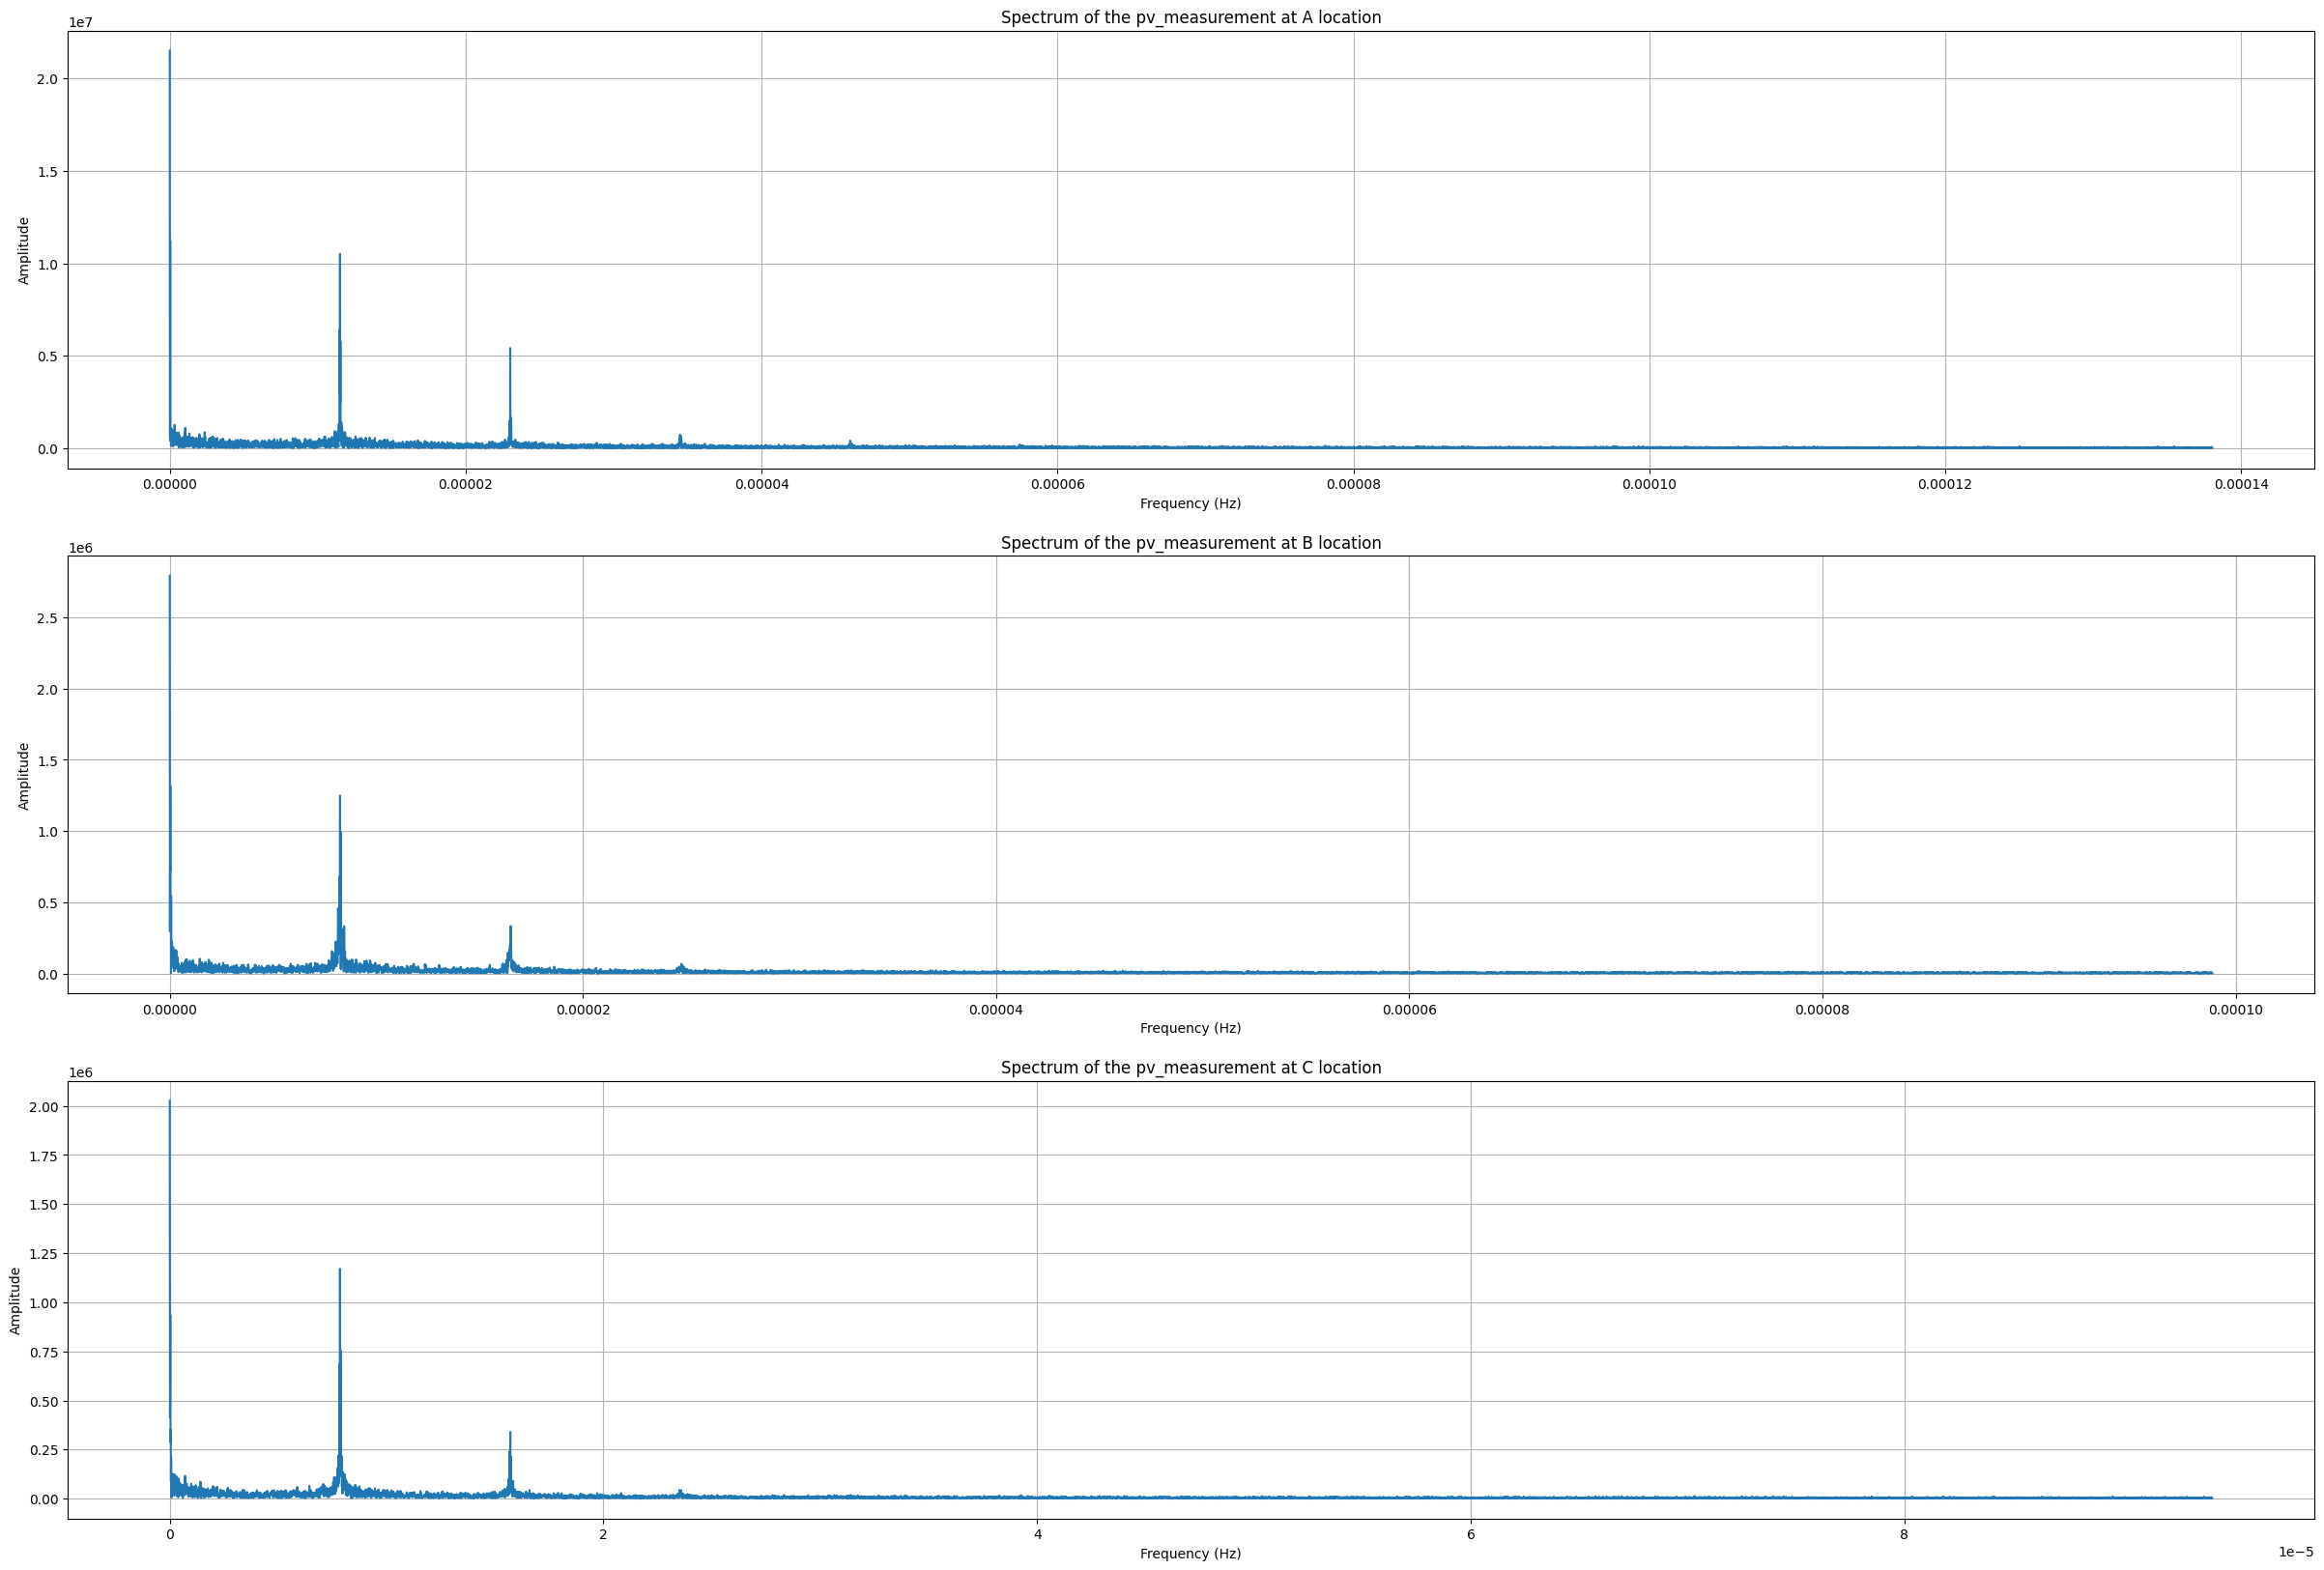 Spectrum of the pv_measurement at A location
1e7
2.0
1.5
1.0
0.5
0.0
Amplitude
0.00000 0.00002 0.00004 0.00006 0.00008 0.00010 0.00012 0.00014
Frequency (Hz)
Spectrum of the pv_measurement at B location
1e6
2.5
2.0
1.5
1.0
0.5
0.0
Amplitude
0.00000 0.00002 0.00004 0.00006 0.00008 0.00010
Frequency (Hz)
Spectrum of the pv_measurement at C location
1e6
2.00
1.75
1.50
1.25
1.00
0.75
0.50
0.25
0.00
Amplitude
0 2 4 6 8
Frequency (Hz)
1e−5